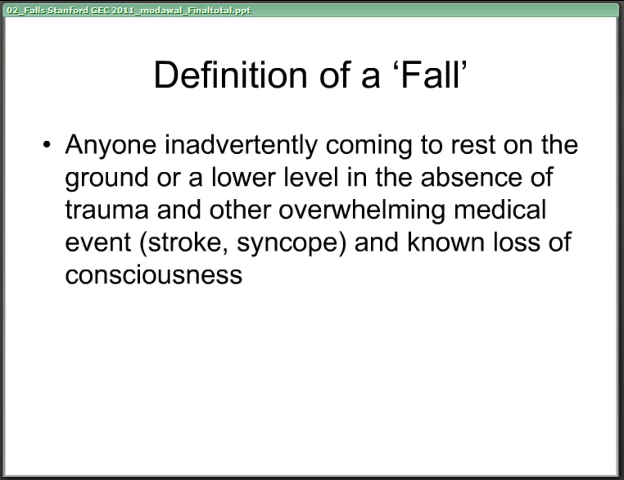 02_Falls Stanford GEC 2011_modawal_Finaltotal.ppt
Definition of a ‘Fall’
• Anyone inadvertently coming to rest on the
ground or a lower level in the absence of
trauma and other overwhelming medical
event (stroke, syncope) and known loss of
consciousness